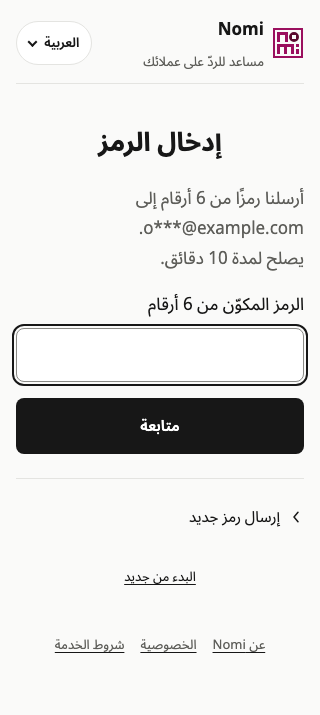 Nomi
مساعد للردّ على عملائك
العربية
إدخال الرمز
أرسلنا رمزًا من 6 أرقام إلى
o***@example.com.
يصلح لمدة 10 دقائق.
الرمز المكوّن من 6 أرقام
متابعة
إرسال رمز جديد
البدء من جديد
عن Nomi
الخصوصية
شروط الخدمة